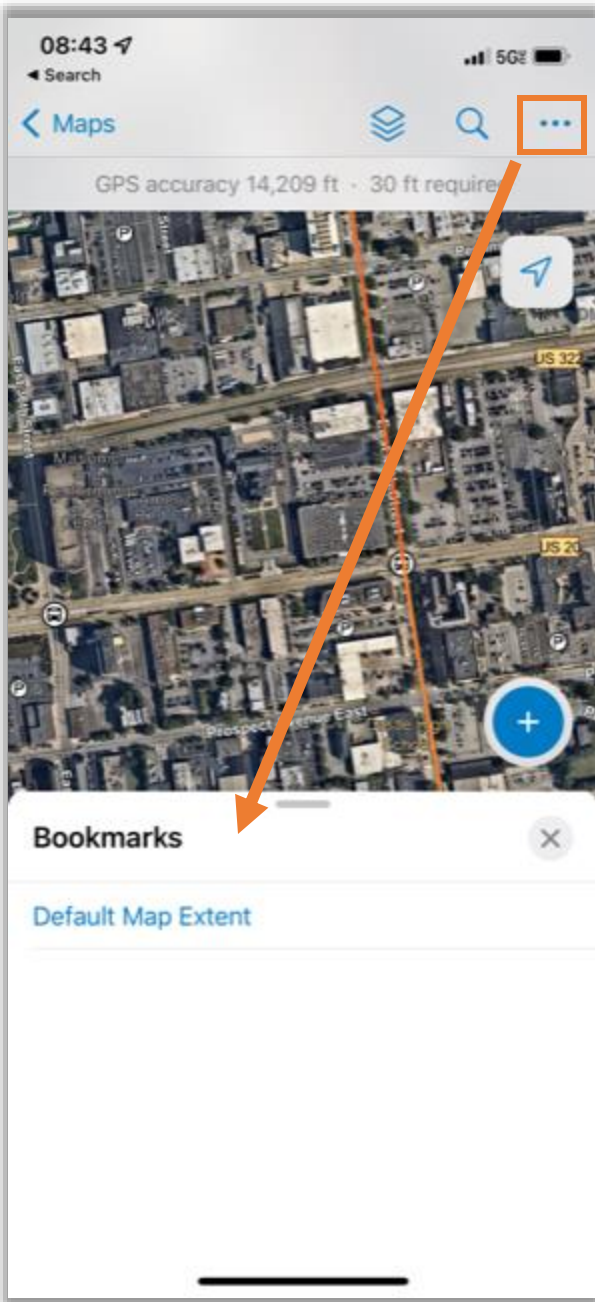 08:43
5G
◀ Search
Maps
GPS accuracy 14,209 ft · 30 ft required
P
P
US 322
US 20
P
P
P
Prospect Avenue East
+
Bookmarks
Default Map Extent